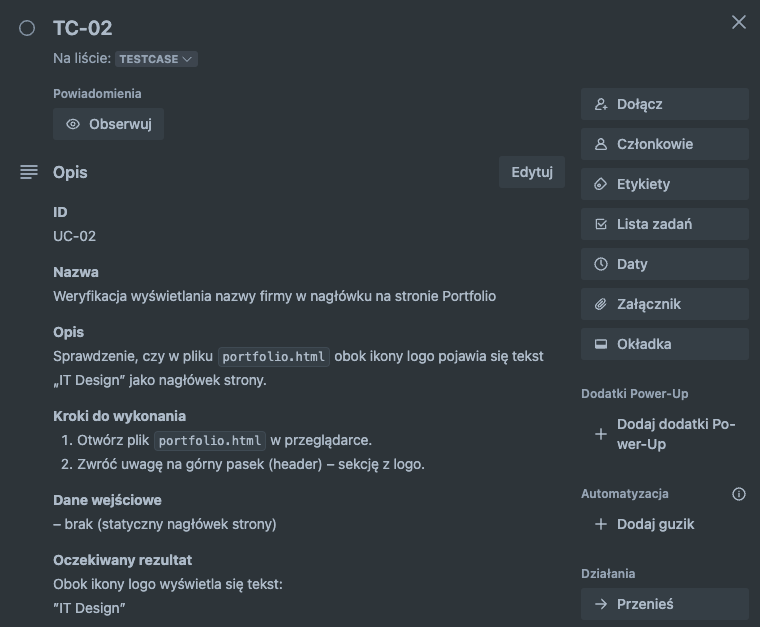 TC-02
Na liście: TESTCASE
Powiadomienia
Obserwuj
Opis
Edytuj
ID
UC-02
Nazwa
Weryfikacja wyświetlania nazwy firmy w nagłówku na stronie Portfolio
Opis
Sprawdzenie, czy w pliku portfolio.html obok ikony logo pojawia się tekst
„IT Design” jako nagłówek strony.
Kroki do wykonania
1. Otwórz plik portfolio.html w przeglądarce.
2. Zwróć uwagę na górny pasek (header) – sekcję z logo.
Dane wejściowe
– brak (statyczny nagłówek strony)
Oczekiwany rezultat
Obok ikony logo wyświetla się tekst:
“IT Design”
Dołącz
Członkowie
Etykiety
Lista zadań
Daty
Załącznik
Okładka
Dodatki Power-Up
Dodaj dodatki Po-
wer-Up
Automatyzacja
Dodaj guzik
Działania
Przenieś